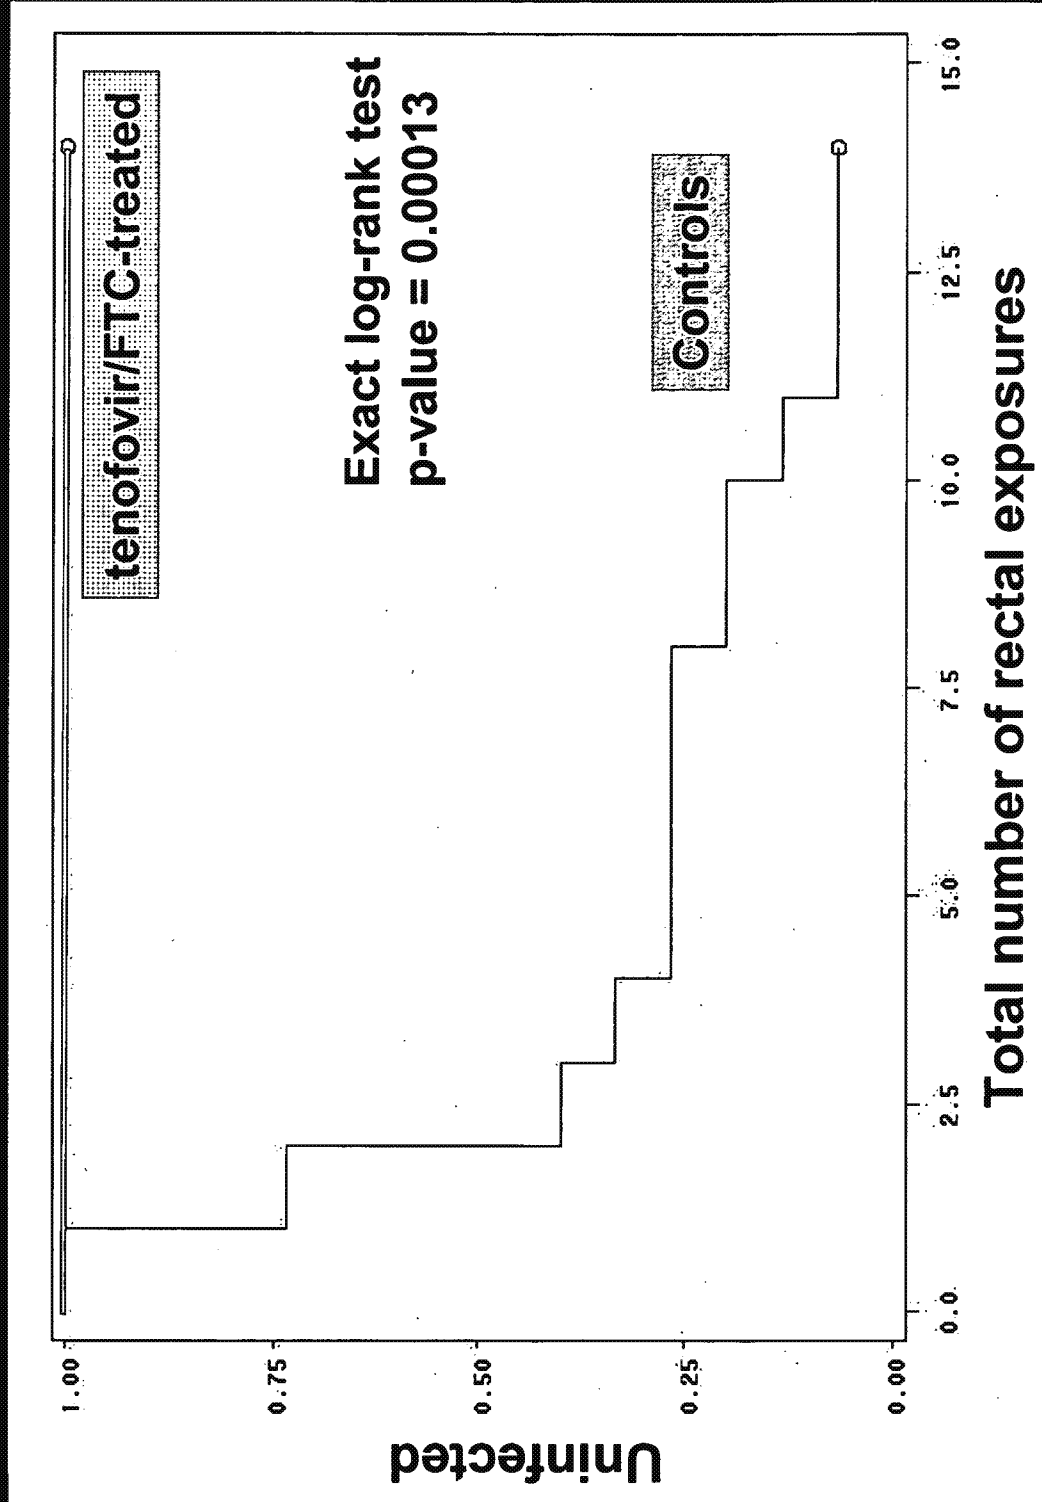 Uninfected
1.00
0.75
0.50
0.25
0.00
tenofovir/FTC-treated
Exact log-rank test
p-value = 0.00013
Controls
0.0
2.5
5.0
7.5
10.0
12.5
15.0
Total number of rectal exposures